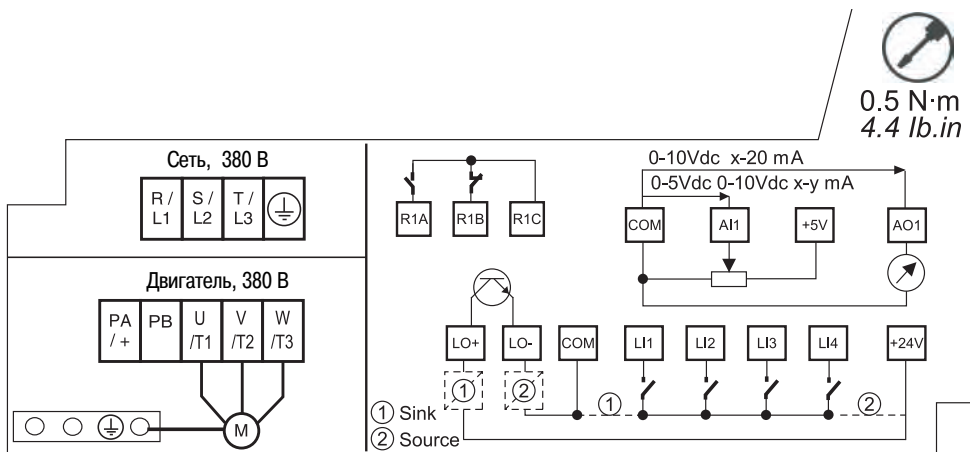 0.5 N·m
4.4 lb.in
Сеть, 380 В
R / L1
S / L2
T / L3
Двигатель, 380 В
PA / +
PB
U /T1
V /T2
W /T3
M
R1A
R1B
R1C
0-10Vdc x-20 mA
0-5Vdc 0-10Vdc x-y mA
COM
AI1
+5V
AO1
LO+
LO-
COM
LI1
LI2
LI3
LI4
+24V
1
2
1
2
1 Sink
2 Source